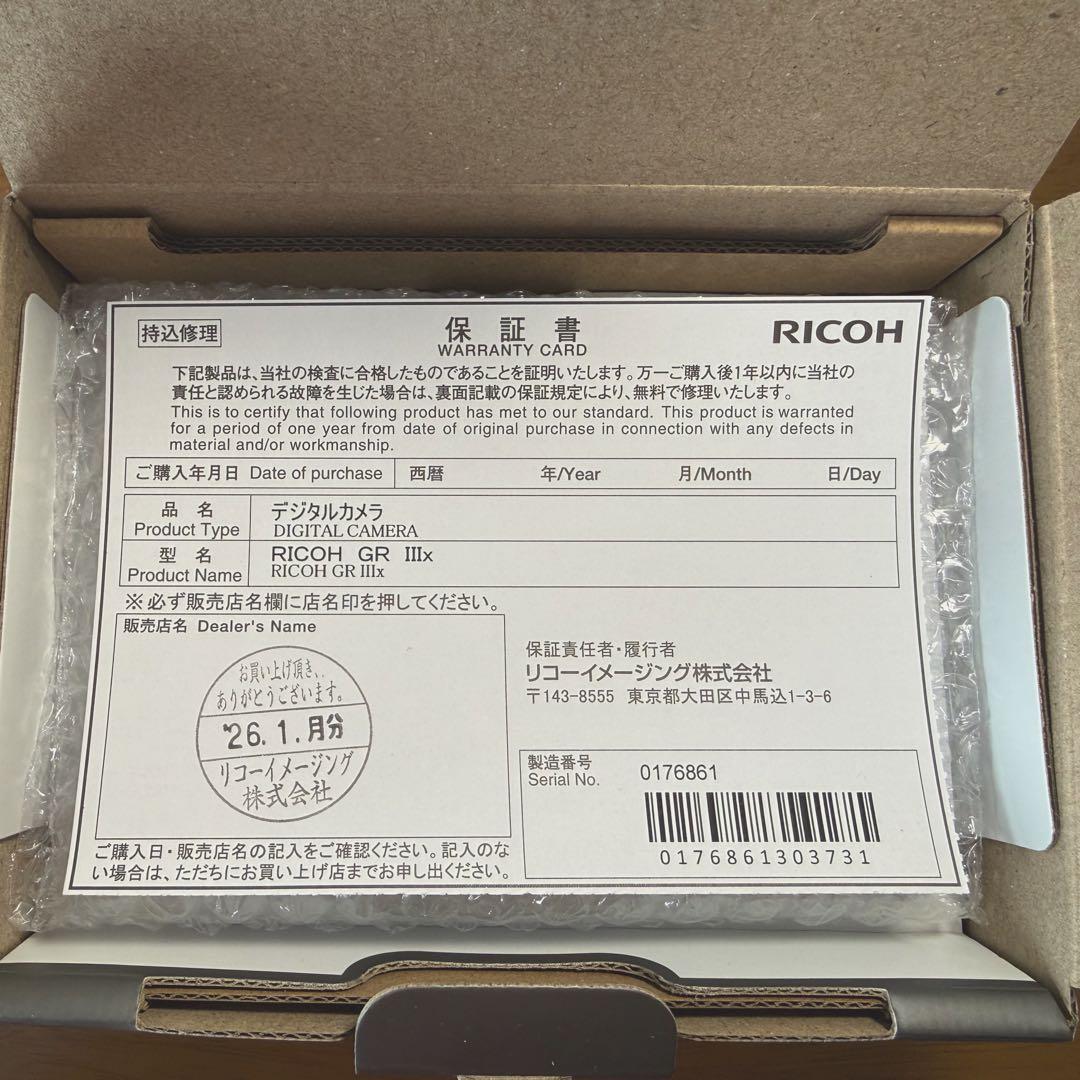 持込修理
保証書
WARRANTY CARD
RICOH
下記製品は、当社の検査に合格したものであることを証明いたします。万一ご購入後1年以内に当社の
責任と認められる故障を生じた場合は、裏面記載の保証規定により、無料で修理いたします。
This is to certify that following product has met to our standard. This product is warranted
for a period of one year from date of original purchase in connection with any defects in
material and/or workmanship.
ご購入年月日 Date of purchase 西暦 年/Year 月/Month 日/Day
品名 デジタルカメラ
Product Type DIGITAL CAMERA
型名 RICOH GR IIIx
Product Name RICOH GR IIIx
※必ず販売店名欄に店名印を押してください。
販売店名 Dealer's Name
お買い上げ頂き、
ありがとうございます。
'26.1.月分
リコーイメージング
株式会社
ご購入日・販売店名の記入をご確認ください。記入のな
い場合は、ただちにお買い上げ店までお申し出ください。
保証責任者・履行者
リコーイメージング株式会社
〒143-8555 東京都大田区中馬込1-3-6
製造番号
Serial No. 0176861
0176861303731